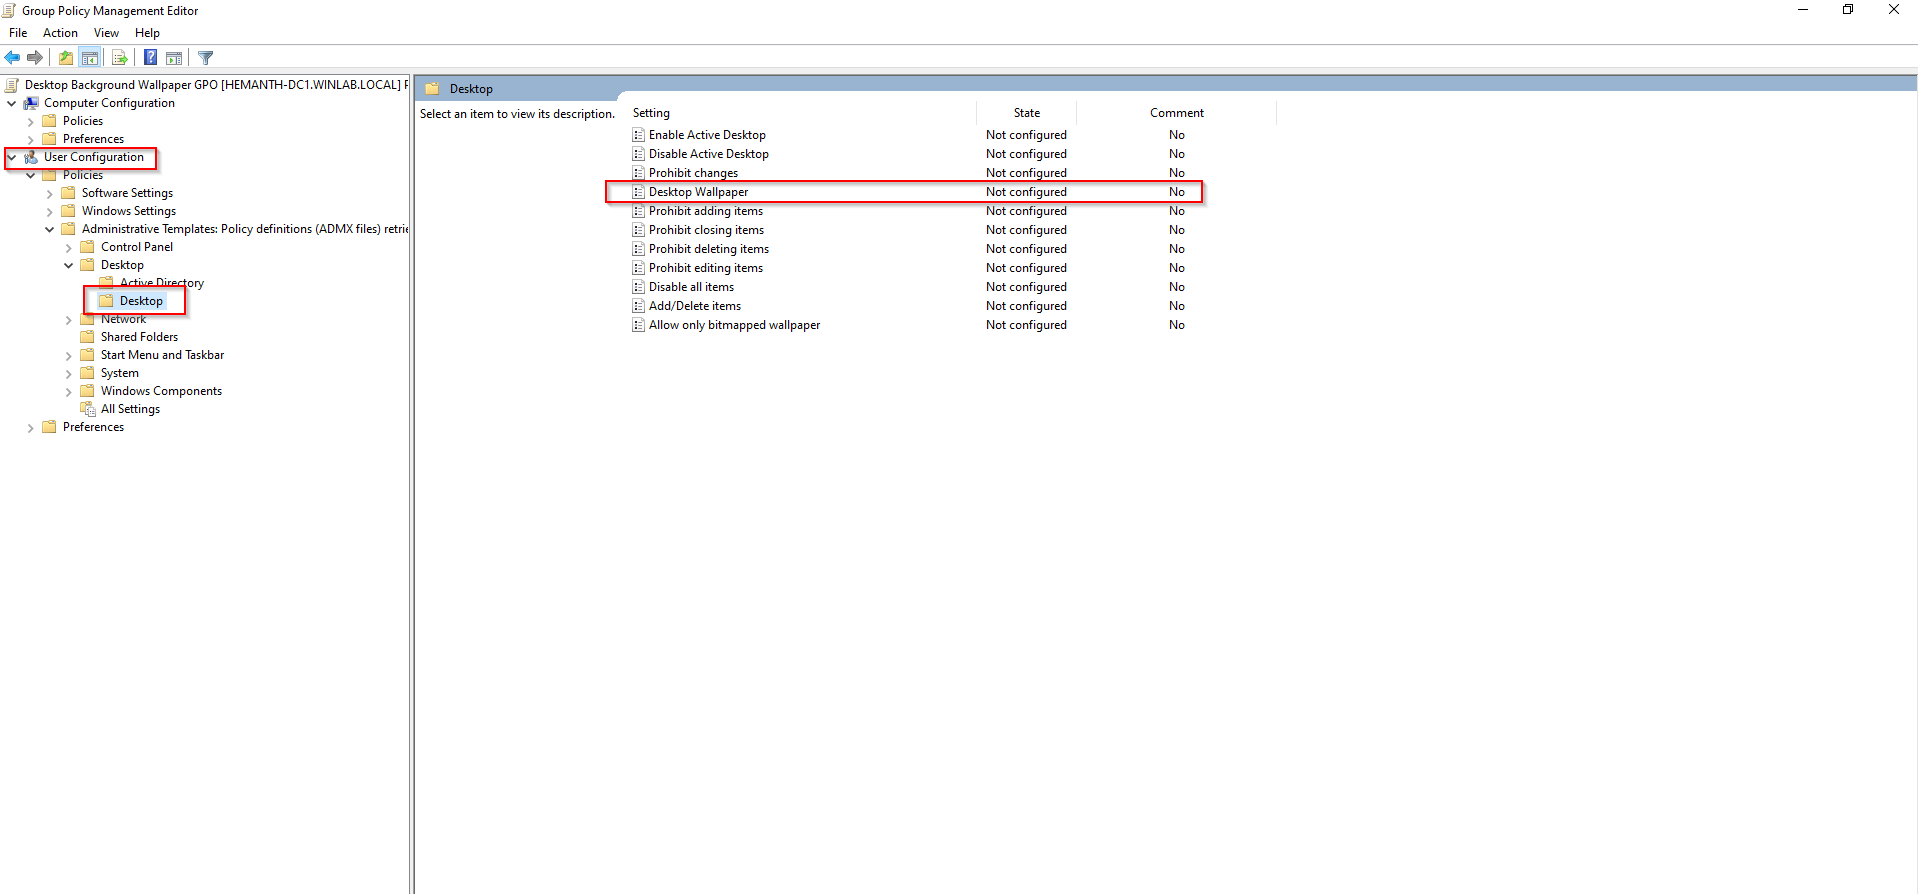 Group Policy Management Editor
File Action View Help
Desktop Background Wallpaper GPO [HEMANTH-DC1.WINLAB.LOCAL]
Computer Configuration
Policies
Preferences
User Configuration
Policies
Software Settings
Windows Settings
Administrative Templates: Policy definitions (ADMX files) retrie
Control Panel
Desktop
Active Directory
Desktop
Network
Shared Folders
Start Menu and Taskbar
System
Windows Components
All Settings
Preferences
Desktop
Select an item to view its description.
Setting State Comment
Enable Active Desktop Not configured No
Disable Active Desktop Not configured No
Prohibit changes Not configured No
Desktop Wallpaper Not configured No
Prohibit adding items Not configured No
Prohibit closing items Not configured No
Prohibit deleting items Not configured No
Prohibit editing items Not configured No
Disable all items Not configured No
Add/Delete items Not configured No
Allow only bitmapped wallpaper Not configured No